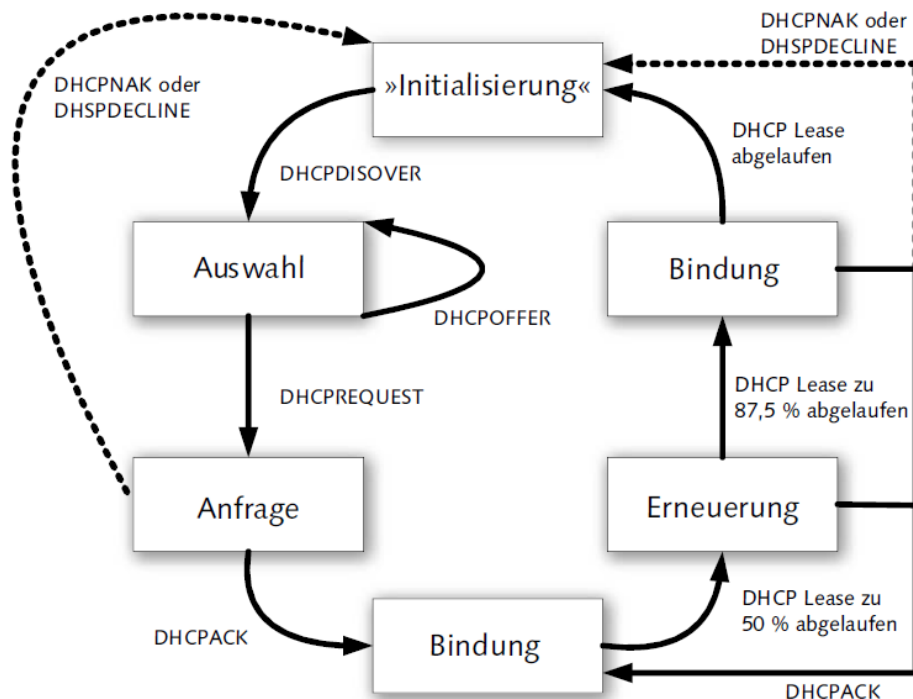 DHCPNAK oder
DHSPDECLINE
»Initialisierung«
DHCPNAK oder
DHSPDECLINE
DHCP Lease
abgelaufen
DHCPDISOVER
Auswahl
Bindung
DHCPOFFER
DHCPREQUEST
DHCP Lease zu
87,5 % abgelaufen
Anfrage
Erneuerung
DHCPACK
Bindung
DHCP Lease zu
50 % abgelaufen
DHCPACK